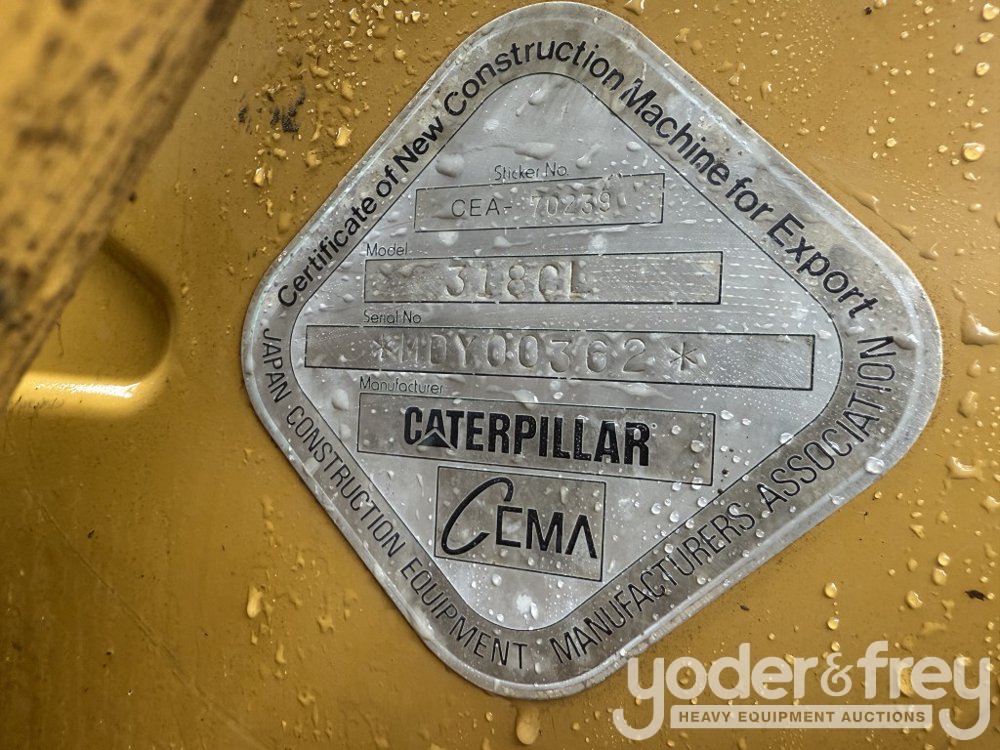 Certificate of New Construction Machine for Export
Sticker No.
CEA- 70239
Model
318CL
Serial No
*MDY00362*
Manufacturer
CATERPILLAR
CEMA
JAPAN CONSTRUCTION EQUIPMENT MANUFACTURERS ASSOCIATION
yoder&frey
HEAVY EQUIPMENT AUCTIONS